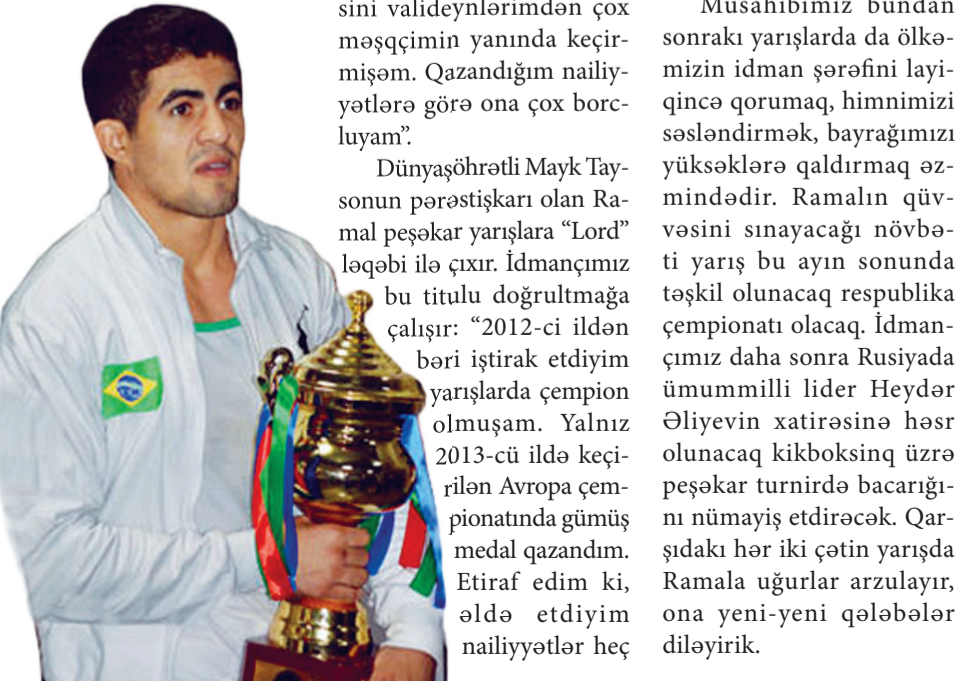 sini valideynlərimdən çox
məşqçimin yanında keçir-
mişəm. Qazandığım nailiy-
yətlərə görə ona çox borc-
luyam”.
Dünyaşöhrətli Mayk Tay-
sonun pərəstişkarı olan Ra-
mal peşəkar yarışlara “Lord”
ləqəbi ilə çıxır. İdmançımız
bu titulu doğrultmağa
çalışır: “2012-ci ildən
bəri iştirak etdiyim
yarışlarda çempion
olmuşam. Yalnız
2013-cü ildə keçi-
rilən Avropa çem-
pionatında gümüş
medal qazandım.
Etiraf edim ki,
əldə etdiyim
nailiyyətlər heç
Müsahibimiz bundan
sonrakı yarışlarda da ölkə-
mizin idman şərəfini layi-
qincə qorumaq, himnimizi
səsləndirmək, bayrağımızı
yüksəklərə qaldırmaq əz-
mindədir. Ramalın qüv-
vəsini sınayacağı növbə-
ti yarış bu ayın sonunda
təşkil olunacaq respublika
çempionatı olacaq. İdman-
çımız daha sonra Rusiyada
ümummilli lider Heydər
Əliyevin xatirəsinə həsr
olunacaq kikboksinq üzrə
peşəkar turnirdə bacarığı-
nı nümayiş etdirəcək. Qar-
şıdakı hər iki çətin yarışda
Ramala uğurlar arzulayır,
ona yeni-yeni qələbələr
diləyirik.